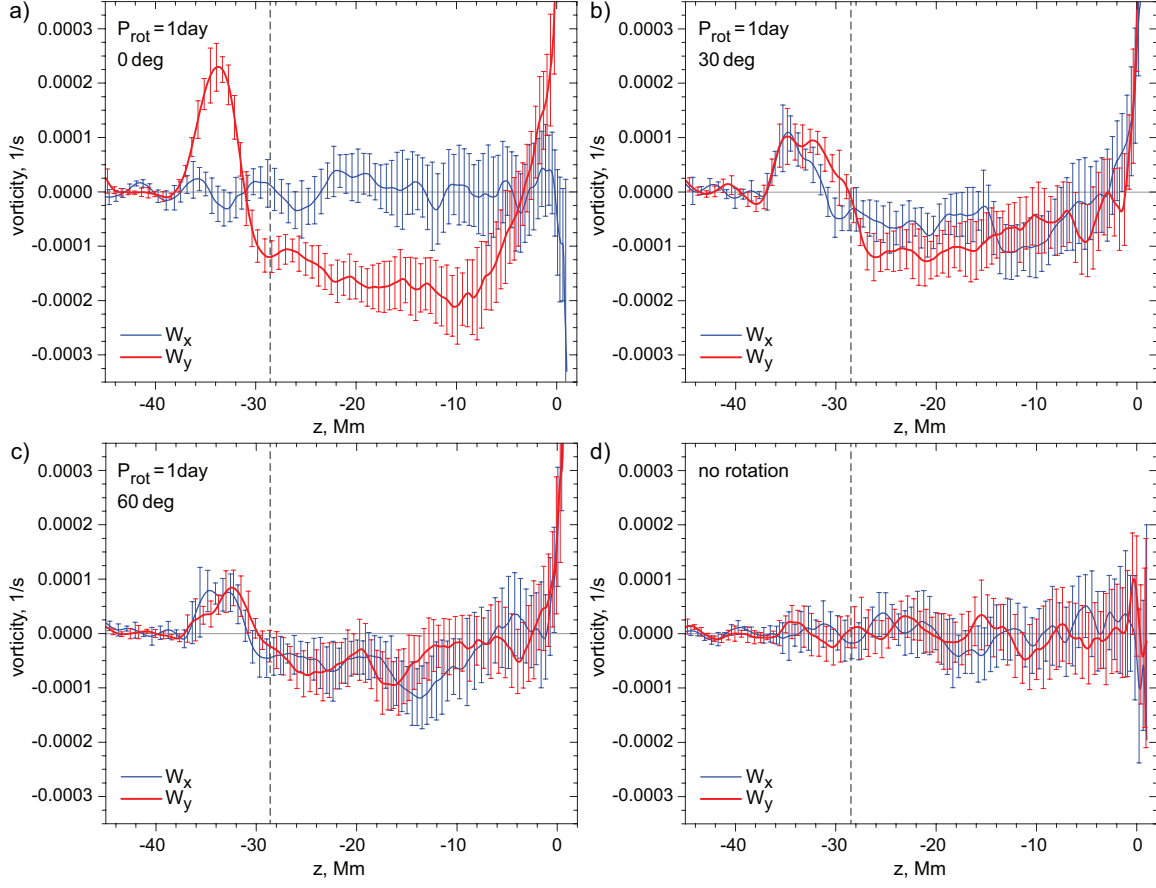 a)
P_rot = 1day
0 deg
0.0003
0.0002
0.0001
0.0000
-0.0001
-0.0002
-0.0003
vorticity, 1/s
W_x
W_y
-40 -30 -20 -10 0
z, Mm
b)
P_rot = 1day
30 deg
0.0003
0.0002
0.0001
0.0000
-0.0001
-0.0002
-0.0003
vorticity, 1/s
W_x
W_y
-40 -30 -20 -10 0
z, Mm
c)
P_rot = 1day
60 deg
0.0003
0.0002
0.0001
0.0000
-0.0001
-0.0002
-0.0003
vorticity, 1/s
W_x
W_y
-40 -30 -20 -10 0
z, Mm
d)
no rotation
0.0003
0.0002
0.0001
0.0000
-0.0001
-0.0002
-0.0003
vorticity, 1/s
W_x
W_y
-40 -30 -20 -10 0
z, Mm